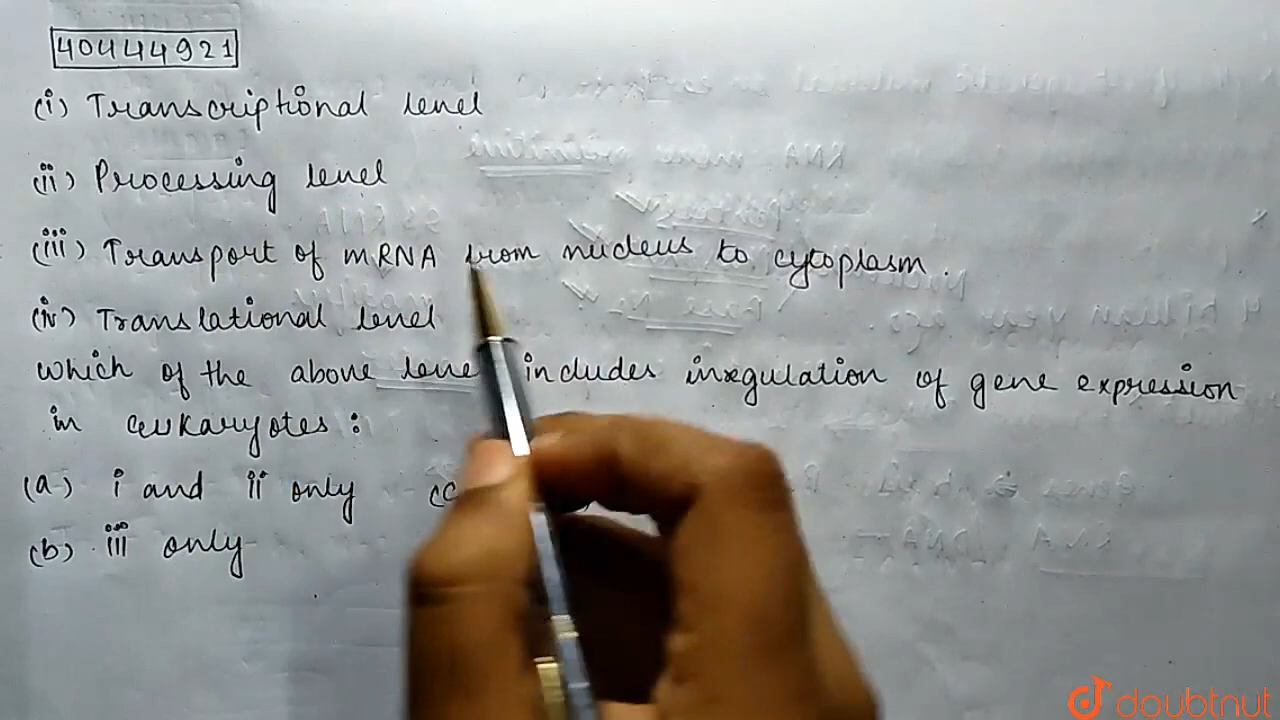 40444921
(i) Transcriptional level
(ii) Processing level
(iii) Transport of mRNA from nucleus to cytoplasm.
(iv) Translational level
which of the above level includes inregulation of gene expression
in eukaryotes:
(a) i and ii only (c
(b) iii only
doubtnut